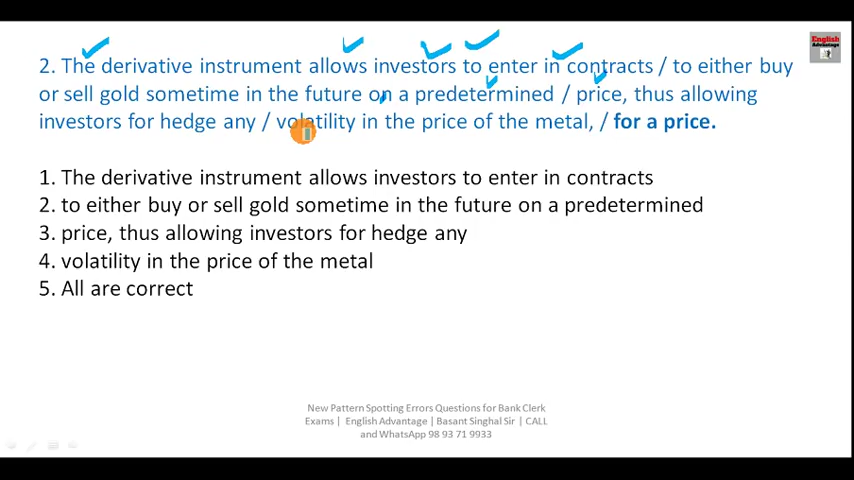 English
Advantage
2. The derivative instrument allows investors to enter in contracts / to either buy
or sell gold sometime in the future on a predetermined / price, thus allowing
investors for hedge any / volatility in the price of the metal, / for a price.
1. The derivative instrument allows investors to enter in contracts
2. to either buy or sell gold sometime in the future on a predetermined
3. price, thus allowing investors for hedge any
4. volatility in the price of the metal
5. All are correct
New Pattern Spotting Errors Questions for Bank Clerk
Exams | English Advantage | Basant Singhal Sir | CALL
and WhatsApp 98 93 71 9933